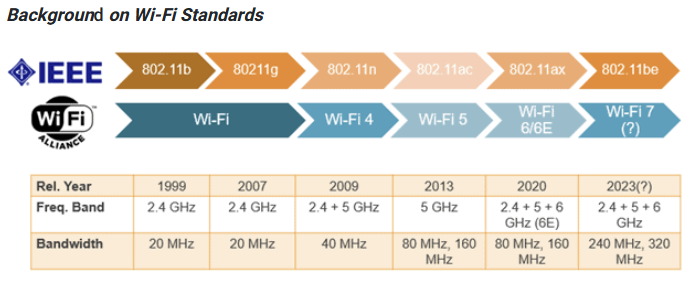 Background on Wi-Fi Standards
IEEE 802.11b 80211g 802.11n 802.11ac 802.11ax 802.11be
Wi Fi ALLIANCE Wi-Fi Wi-Fi 4 Wi-Fi 5 Wi-Fi 6/6E Wi-Fi 7 (?)
Rel. Year 1999 2007 2009 2013 2020 2023(?)
Freq. Band 2.4 GHz 2.4 GHz 2.4 + 5 GHz 5 GHz 2.4 + 5 + 6 GHz (6E) 2.4 + 5 + 6 GHz
Bandwidth 20 MHz 20 MHz 40 MHz 80 MHz, 160 MHz 80 MHz, 160 MHz 240 MHz, 320 MHz